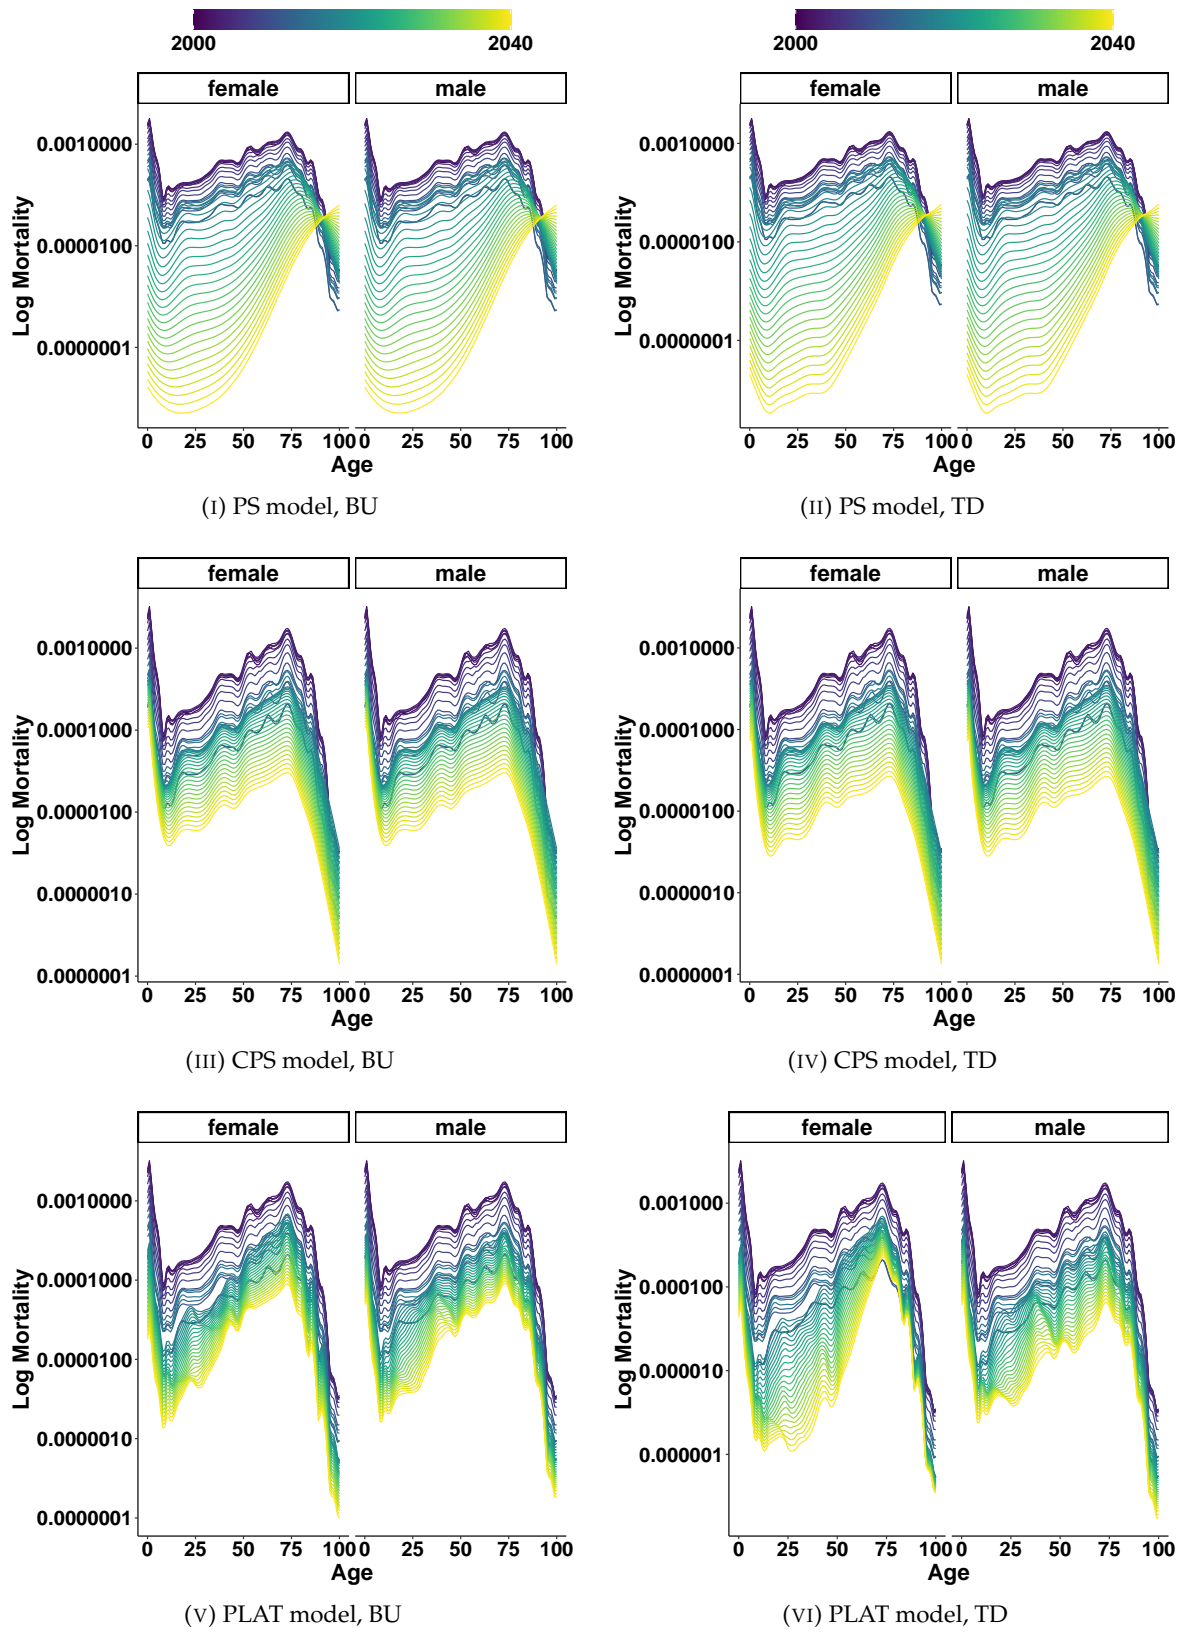 2000 2040 2000 2040
female male female male
Log Mortality Log Mortality
0.0010000 0.0010000
0.0000100 0.0000100
0.0000001 0.0000001
0 25 50 75 100 0 25 50 75 100 0 25 50 75 100 0 25 50 75 100
Age Age
(I) PS model, BU (II) PS model, TD
female male female male
Log Mortality Log Mortality
0.0010000 0.0010000
0.0001000 0.0001000
0.0000100 0.0000100
0.0000010 0.0000010
0.0000001 0.0000001
0 25 50 75 100 0 25 50 75 100 0 25 50 75 100 0 25 50 75 100
Age Age
(III) CPS model, BU (IV) CPS model, TD
female male female male
Log Mortality Log Mortality
0.0010000 0.001000
0.0001000 0.000100
0.0000100 0.000010
0.0000010 0.000001
0.0000001
0 25 50 75 100 0 25 50 75 100 0 25 50 75 100 0 25 50 75 100
Age Age
(V) PLAT model, BU (VI) PLAT model, TD